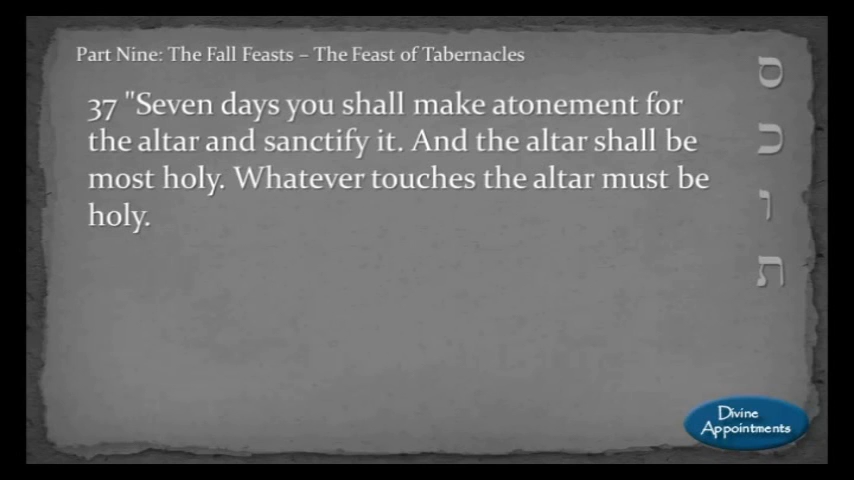 Part Nine: The Fall Feasts – The Feast of Tabernacles
37 "Seven days you shall make atonement for
the altar and sanctify it. And the altar shall be
most holy. Whatever touches the altar must be
holy.
ס
כ
ו
ת
Divine
Appointments